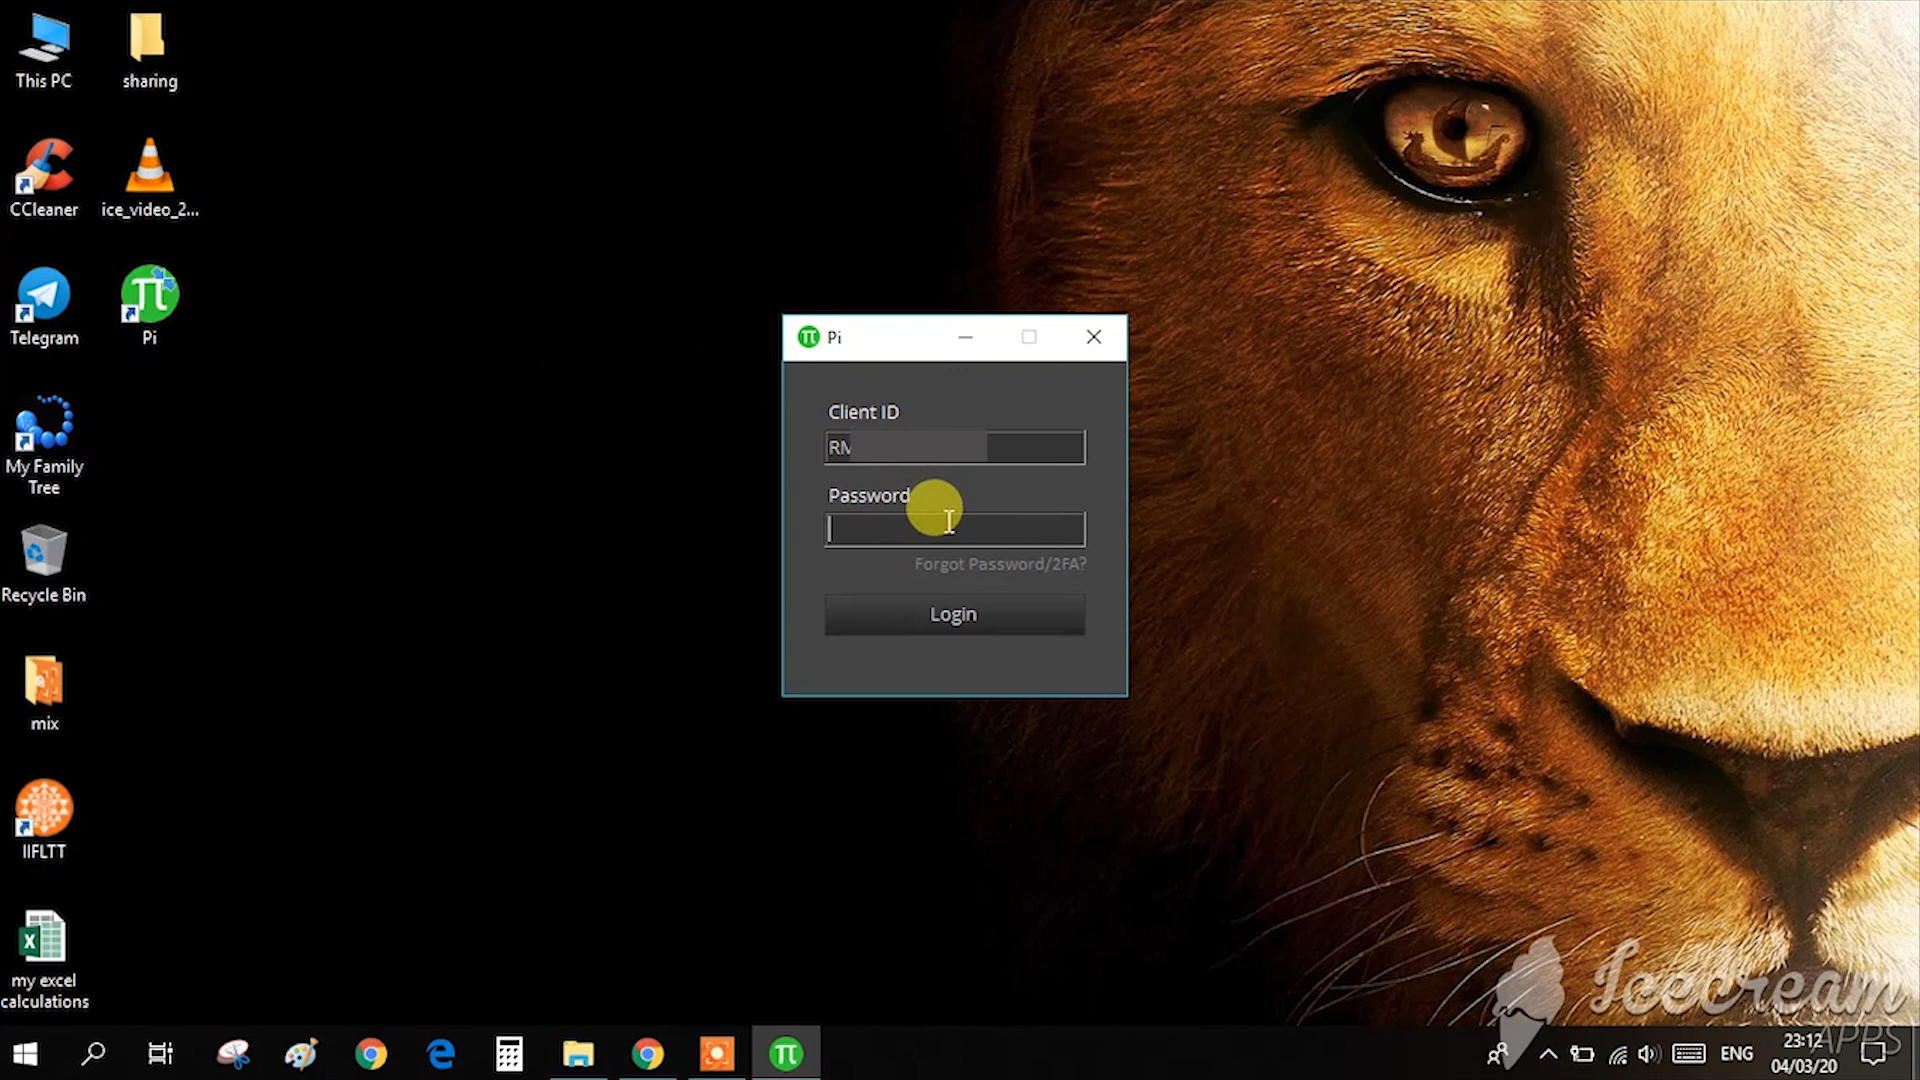 This PC
sharing
CCleaner
ice_video_2...
Telegram
Pi
My Family
Tree
Recycle Bin
mix
IIFLTT
my excel
calculations
Pi
Client ID
RM
Password
Forgot Password/2FA?
Login
Icecream
APPS
ENG
23:12
04/03/20